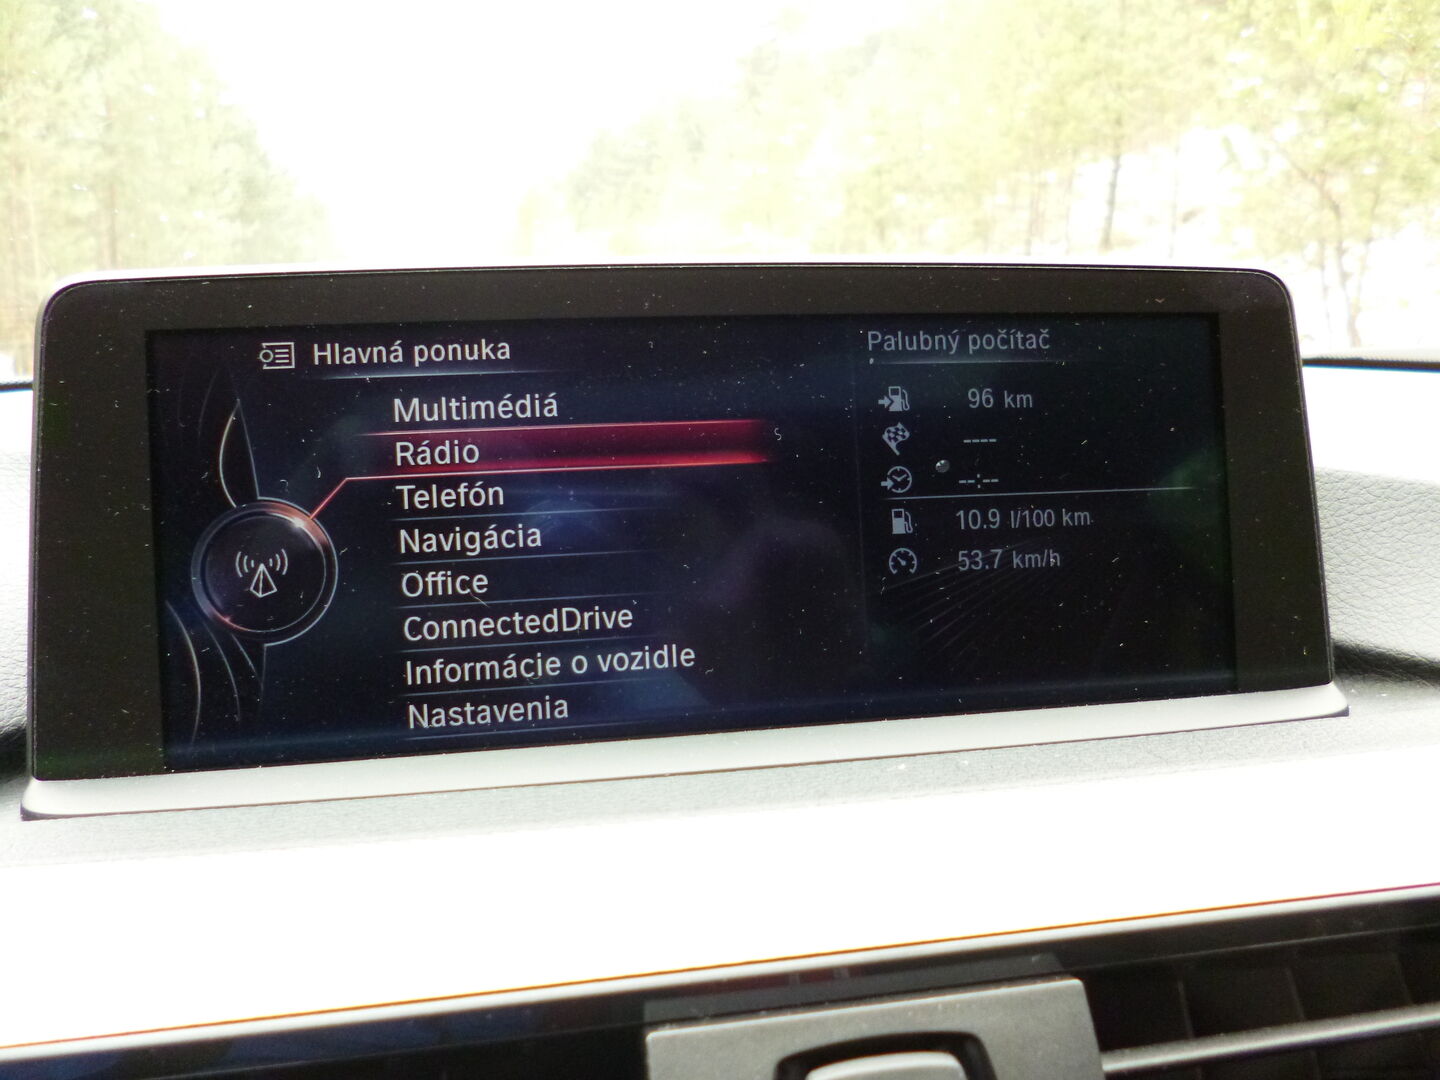 Hlavná ponuka
Multimédiá
Rádio
Telefón
Navigácia
Office
ConnectedDrive
Informácie o vozidle
Nastavenia
Palubný počítač
96 km
----
--:--
10.9 l/100 km
53.7 km/h